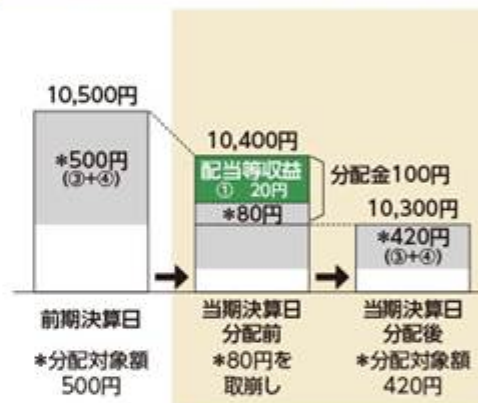 10,500円
*500円
(③+④)
10,400円
配当等収益
① 20円
*80円
分配金100円
10,300円
*420円
(③+④)
前期決算日
当期決算日
分配前
当期決算日
分配後
*分配対象額
500円
*80円を
取崩し
*分配対象額
420円